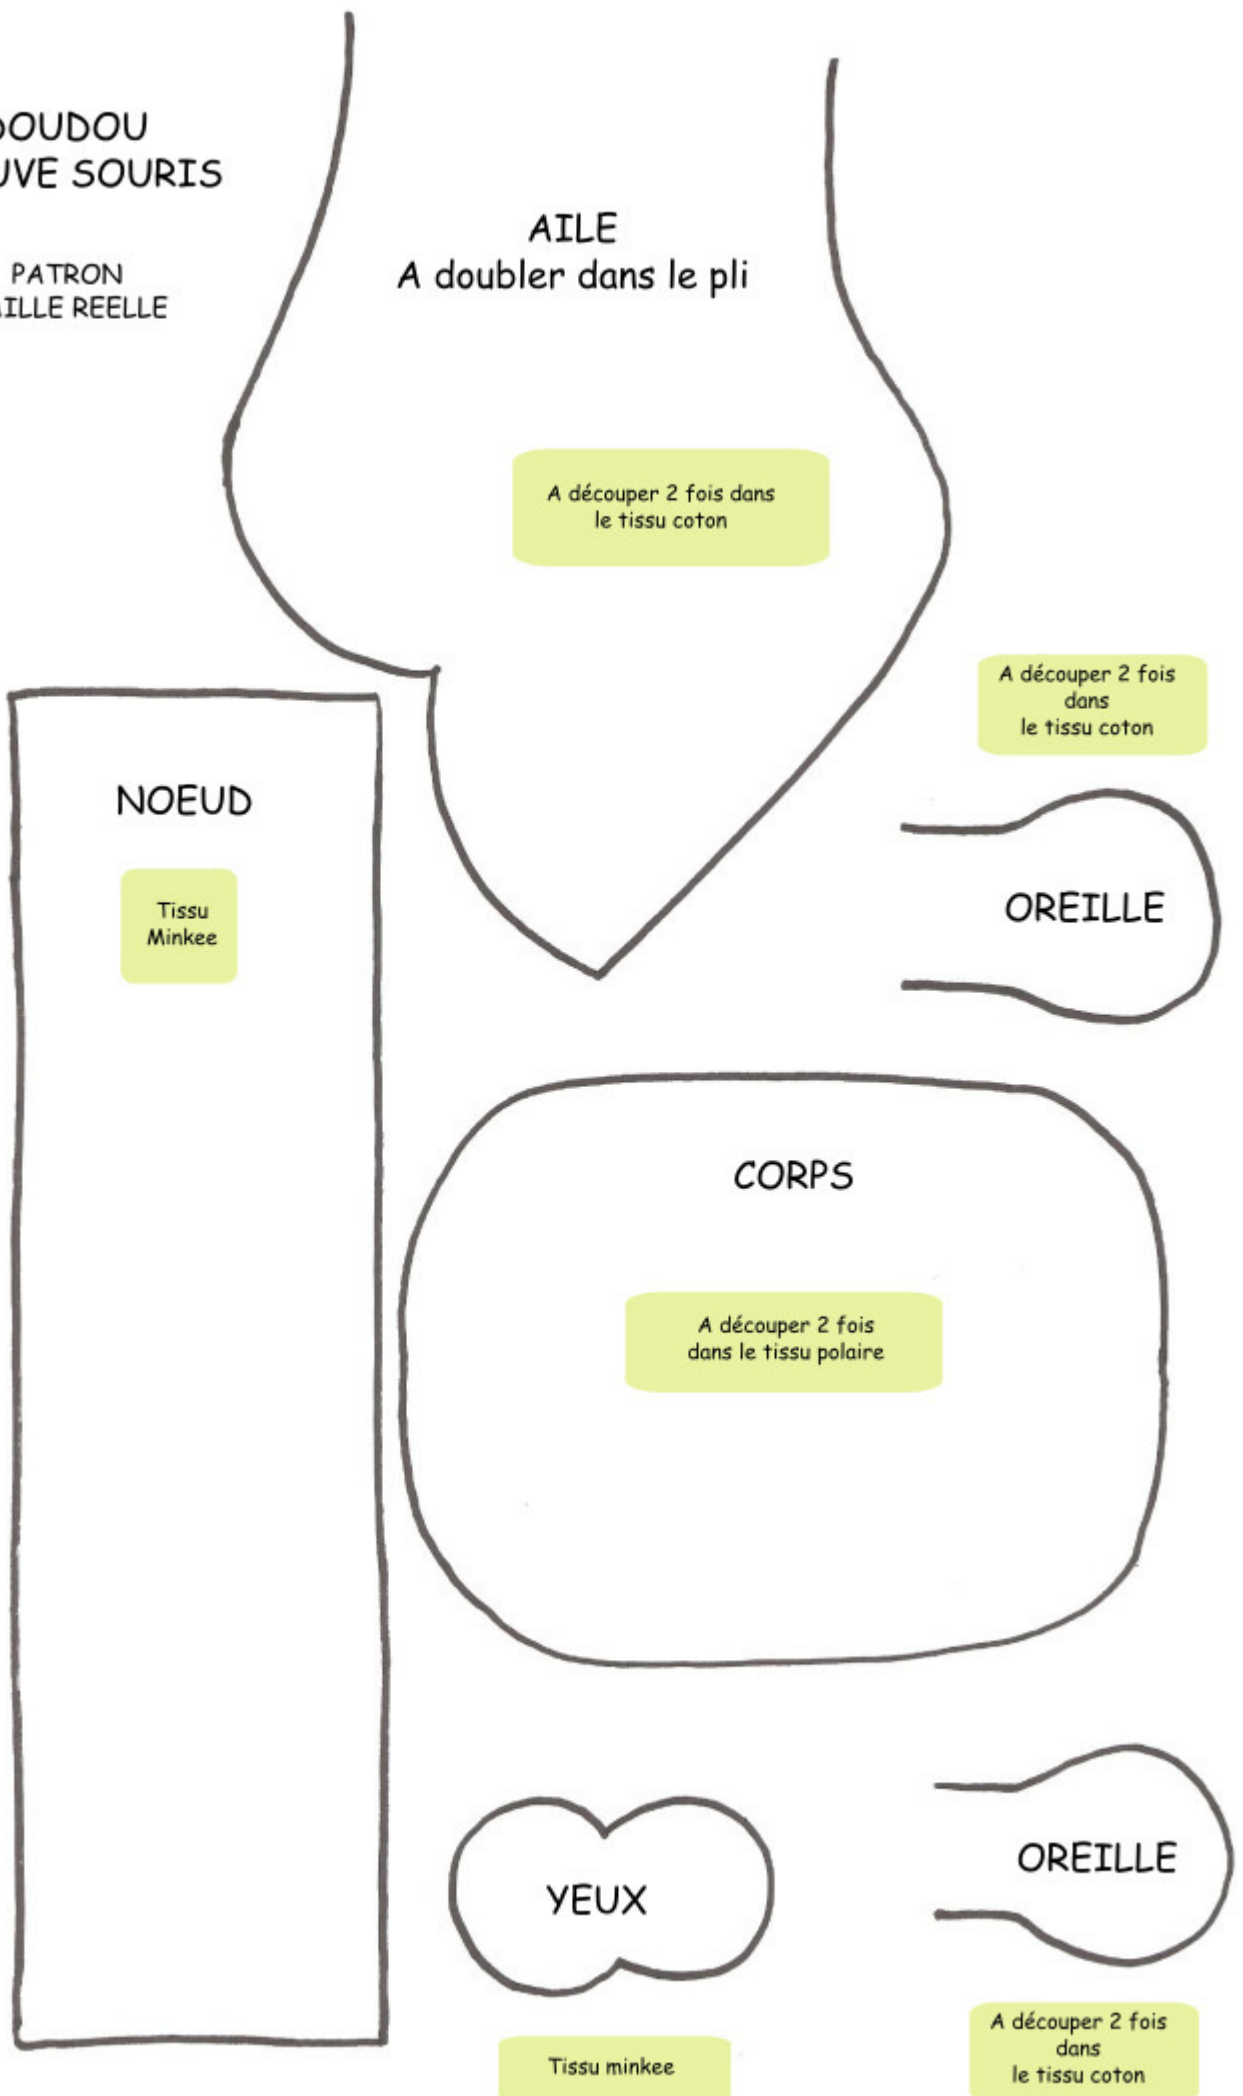 DOUDOU
UVE SOURIS
PATRON
ILLE REELLE
AILE
A doubler dans le pli
A découper 2 fois dans
le tissu coton
A découper 2 fois
dans
le tissu coton
NOEUD
Tissu
Minkee
OREILLE
CORPS
A découper 2 fois
dans le tissu polaire
YEUX
OREILLE
Tissu minkee
A découper 2 fois
dans
le tissu coton